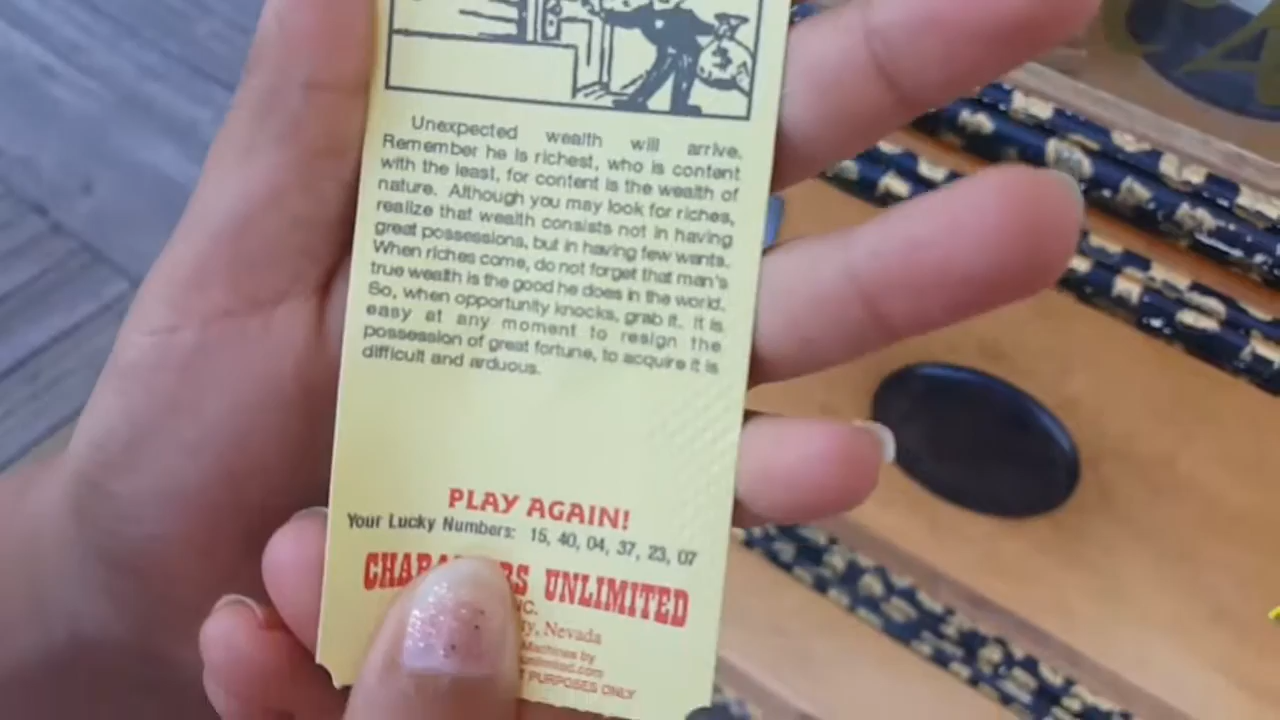 Unexpected wealth will arrive.
Remember he is richest, who is content
with the least, for content is the wealth of
nature. Although you may look for riches,
realize that wealth consists not in having
great possessions, but in having few wants.
When riches come, do not forget that man's
true wealth is the good he does in the world.
So, when opportunity knocks, grab it. It is
easy at any moment to resign the
possession of great fortune, to acquire it is
difficult and arduous.
PLAY AGAIN!
Your Lucky Numbers: 15, 40, 04, 37, 23, 07
UNLIMITED
Nevada
Machines by
PURPOSES ONLY